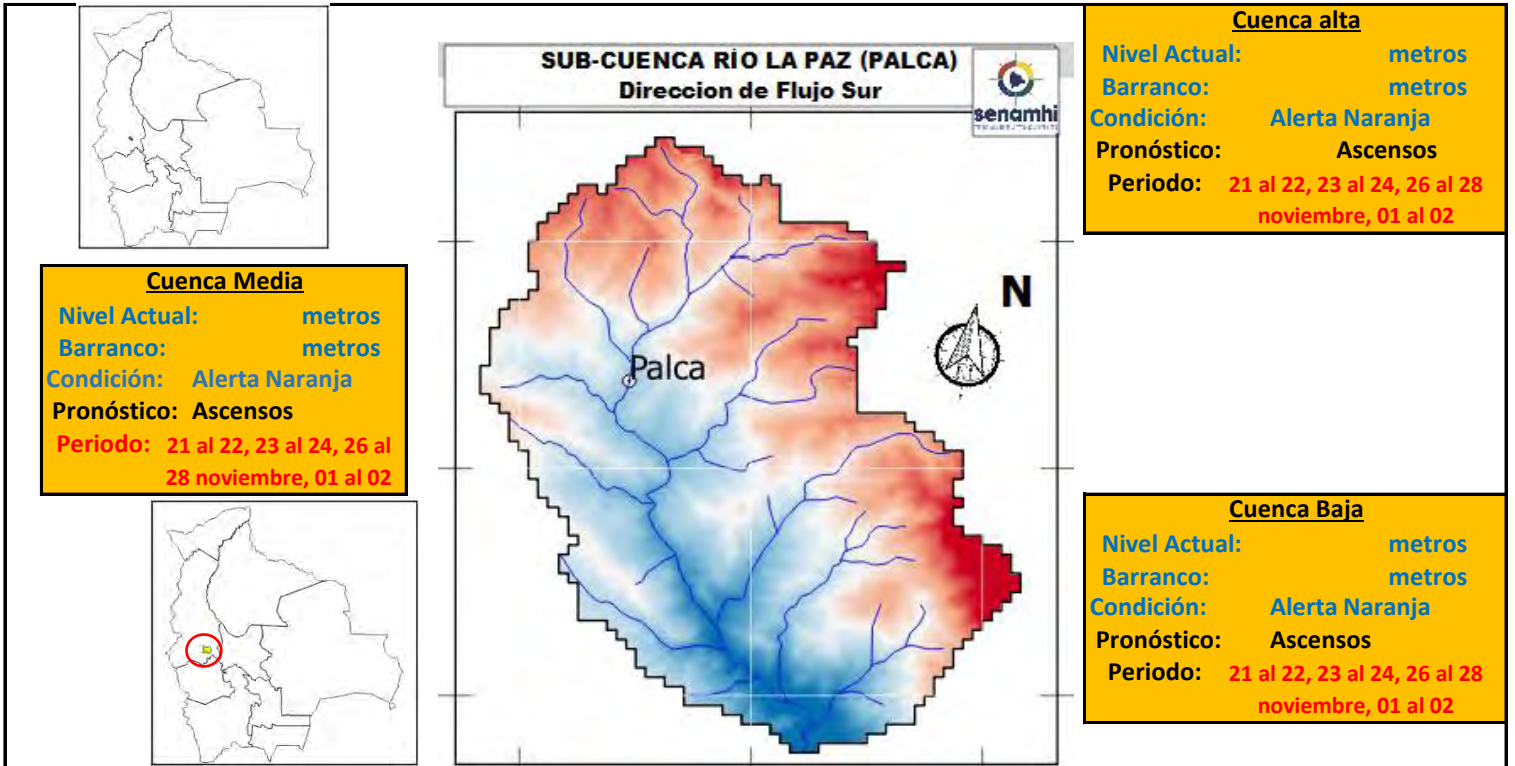 SUB-CUENCA RÍO LA PAZ (PALCA)
Direccion de Flujo Sur
senamhi
Palca
N
Cuenca alta
Nivel Actual: metros
Barranco: metros
Condición: Alerta Naranja
Pronóstico: Ascensos
Periodo: 21 al 22, 23 al 24, 26 al 28
noviembre, 01 al 02
Cuenca Media
Nivel Actual: metros
Barranco: metros
Condición: Alerta Naranja
Pronóstico: Ascensos
Periodo: 21 al 22, 23 al 24, 26 al
28 noviembre, 01 al 02
Cuenca Baja
Nivel Actual: metros
Barranco: metros
Condición: Alerta Naranja
Pronóstico: Ascensos
Periodo: 21 al 22, 23 al 24, 26 al 28
noviembre, 01 al 02